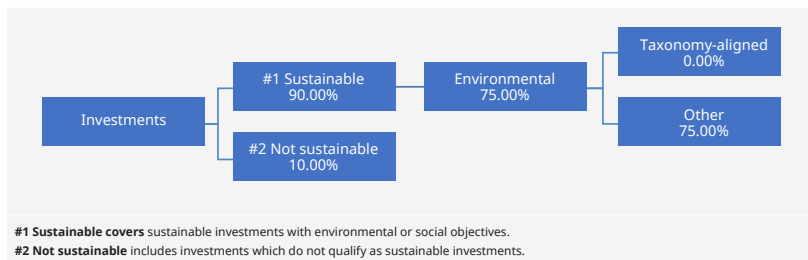 Investments
#1 Sustainable
90.00%
#2 Not sustainable
10.00%
Environmental
75.00%
Taxonomy-aligned
0.00%
Other
75.00%
#1 Sustainable covers sustainable investments with environmental or social objectives.
#2 Not sustainable includes investments which do not qualify as sustainable investments.